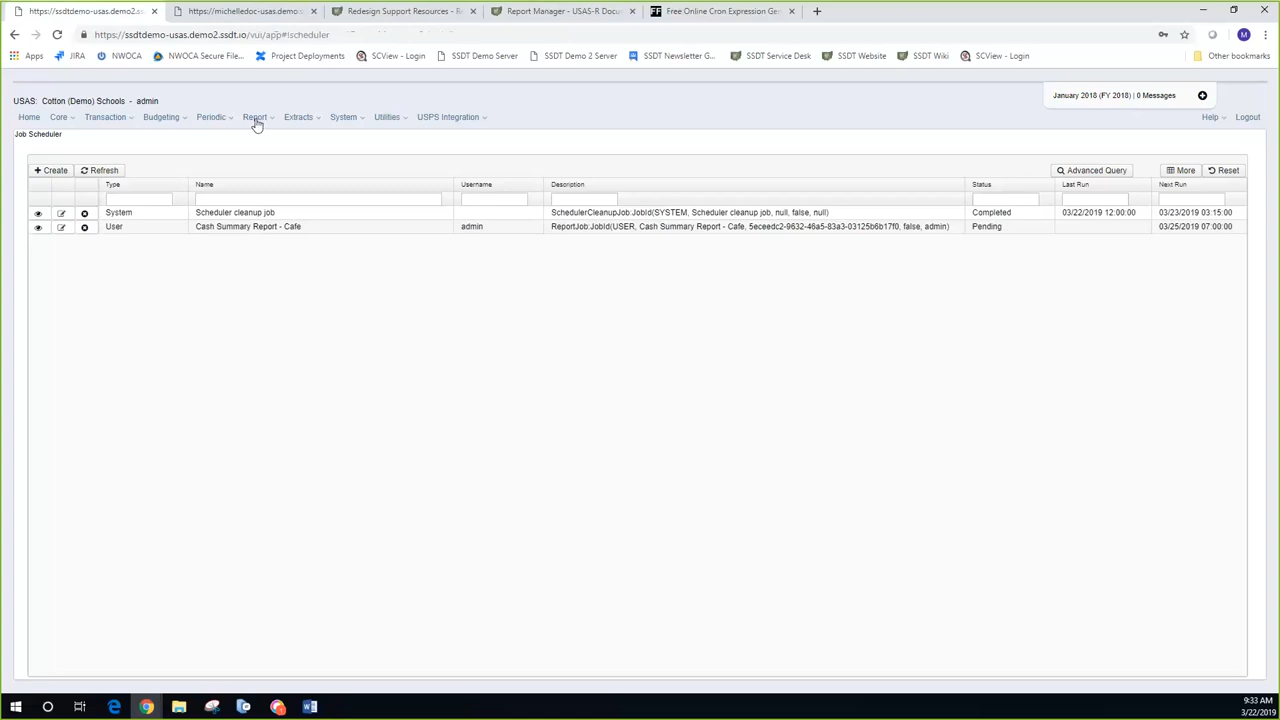 https://ssdtdemo-usas.demo2.ss
https://michelledoc-usas.demo
Redesign Support Resources - R
Report Manager - USAS-R Docu
Free Online Cron Expression Ge
https://ssdtdemo-usas.demo2.ssdt.io/vui/app#!scheduler
Apps
JIRA
NWOCA
NWOCA Secure File...
Project Deployments
SCView - Login
SSDT Demo Server
SSDT Demo 2 Server
SSDT Newsletter G...
SSDT Service Desk
SSDT Website
SSDT Wiki
SCView - Login
Other bookmarks
USAS: Cotton (Demo) Schools - admin
January 2018 (FY 2018) | 0 Messages
Home Core Transaction Budgeting Periodic Report Extracts System Utilities USPS Integration Help Logout
Job Scheduler
Create Refresh Advanced Query More Reset
Type Name Username Description Status Last Run Next Run
System Scheduler cleanup job SchedulerCleanupJob:JobId(SYSTEM, Scheduler cleanup job, null, false, null) Completed 03/22/2019 12:00:00 03/23/2019 03:15:00
User Cash Summary Report - Cafe admin ReportJob:JobId(USER, Cash Summary Report - Cafe, 5eceedc2-9632-46a5-83a3-03125b6b17f0, false, admin) Pending 03/25/2019 07:00:00
9:33 AM
3/22/2019